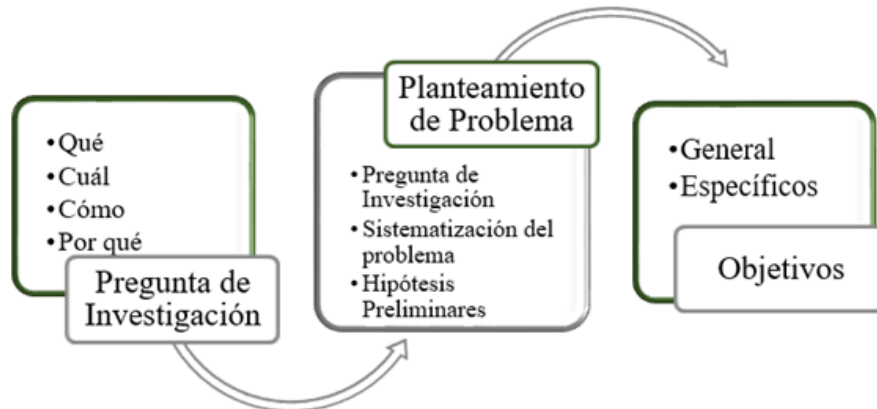 •Qué
•Cuál
•Cómo
•Por qué
Pregunta de
Investigación
Planteamiento
de Problema
•Pregunta de
Investigación
•Sistematización del
problema
•Hipótesis
Preliminares
•General
•Específicos
Objetivos